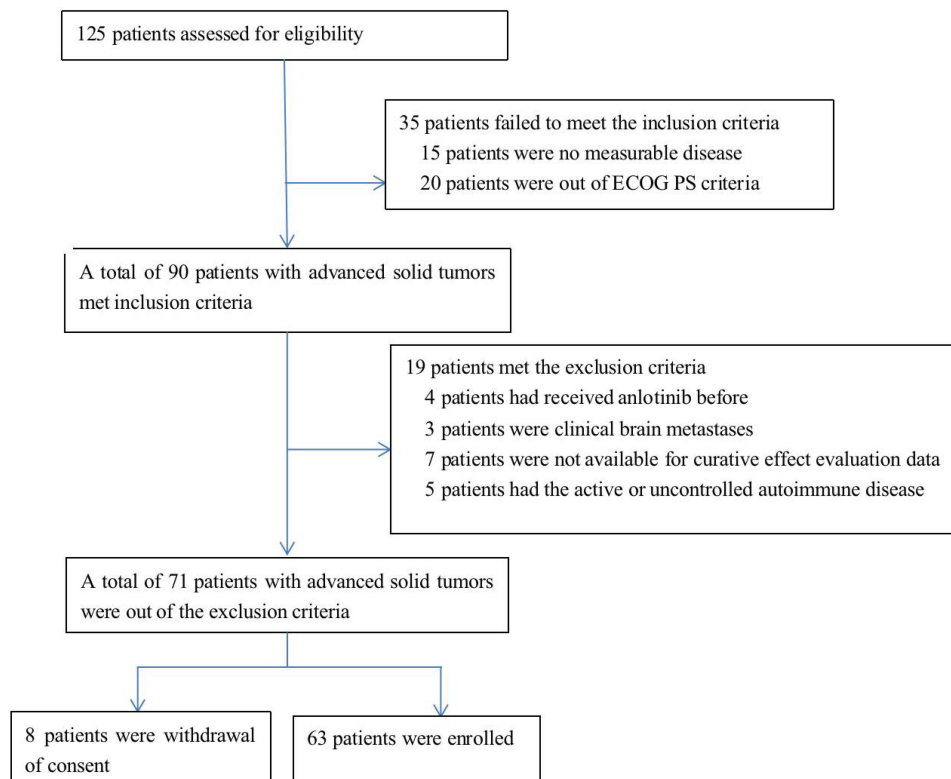 125 patients assessed for eligibility
35 patients failed to meet the inclusion criteria
15 patients were no measurable disease
20 patients were out of ECOG PS criteria
A total of 90 patients with advanced solid tumors
met inclusion criteria
19 patients met the exclusion criteria
4 patients had received anlotinib before
3 patients were clinical brain metastases
7 patients were not available for curative effect evaluation data
5 patients had the active or uncontrolled autoimmune disease
A total of 71 patients with advanced solid tumors
were out of the exclusion criteria
8 patients were withdrawal
of consent
63 patients were enrolled